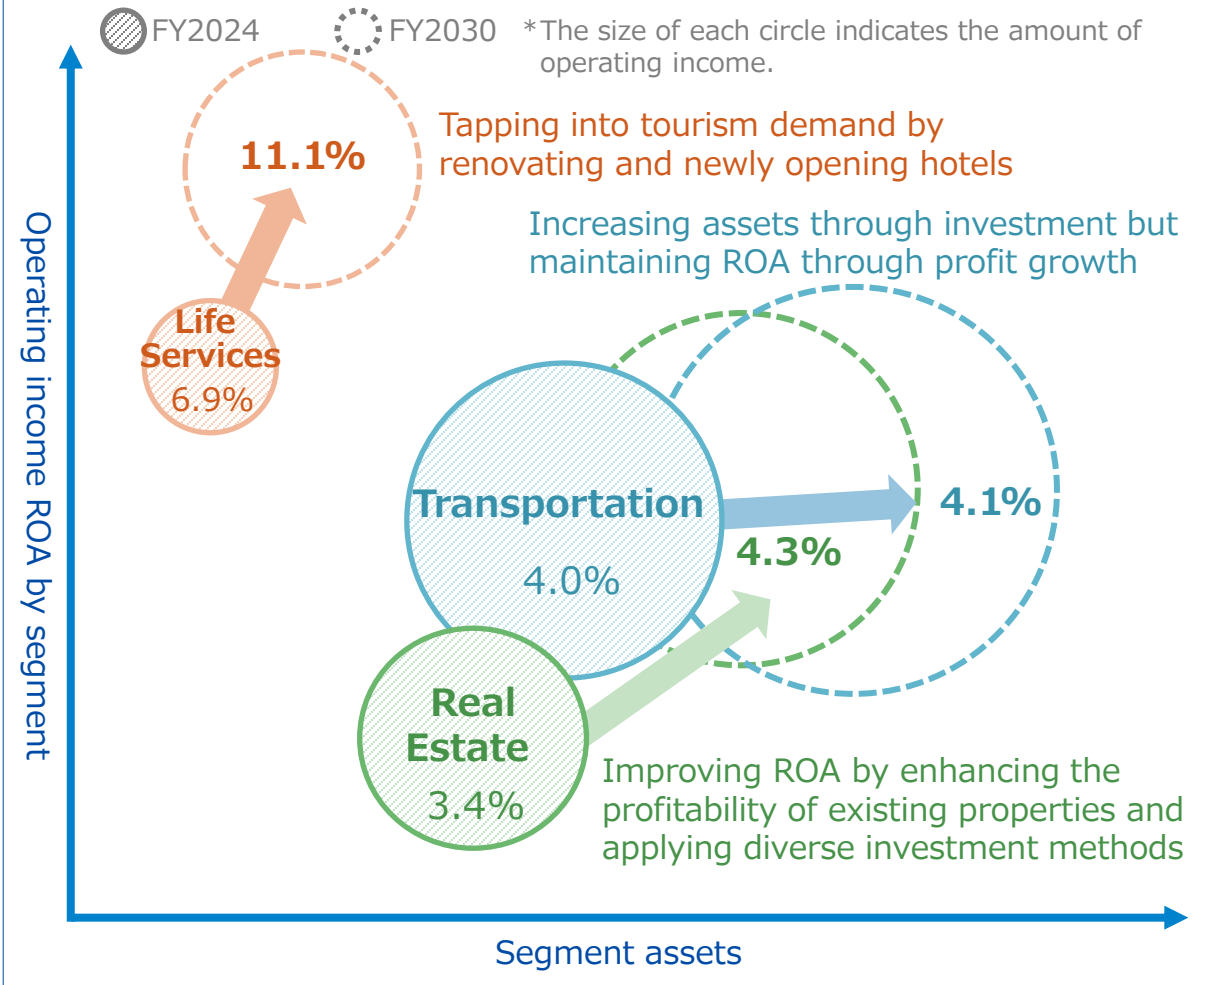 FY2024
FY2030
*The size of each circle indicates the amount of
operating income.
11.1%
Tapping into tourism demand by
renovating and newly opening hotels
Increasing assets through investment but
maintaining ROA through profit growth
Life
Services
6.9%
Transportation
4.0%
4.1%
4.3%
Real
Estate
3.4%
Improving ROA by enhancing the
profitability of existing properties and
applying diverse investment methods
Operating income ROA by segment
Segment assets